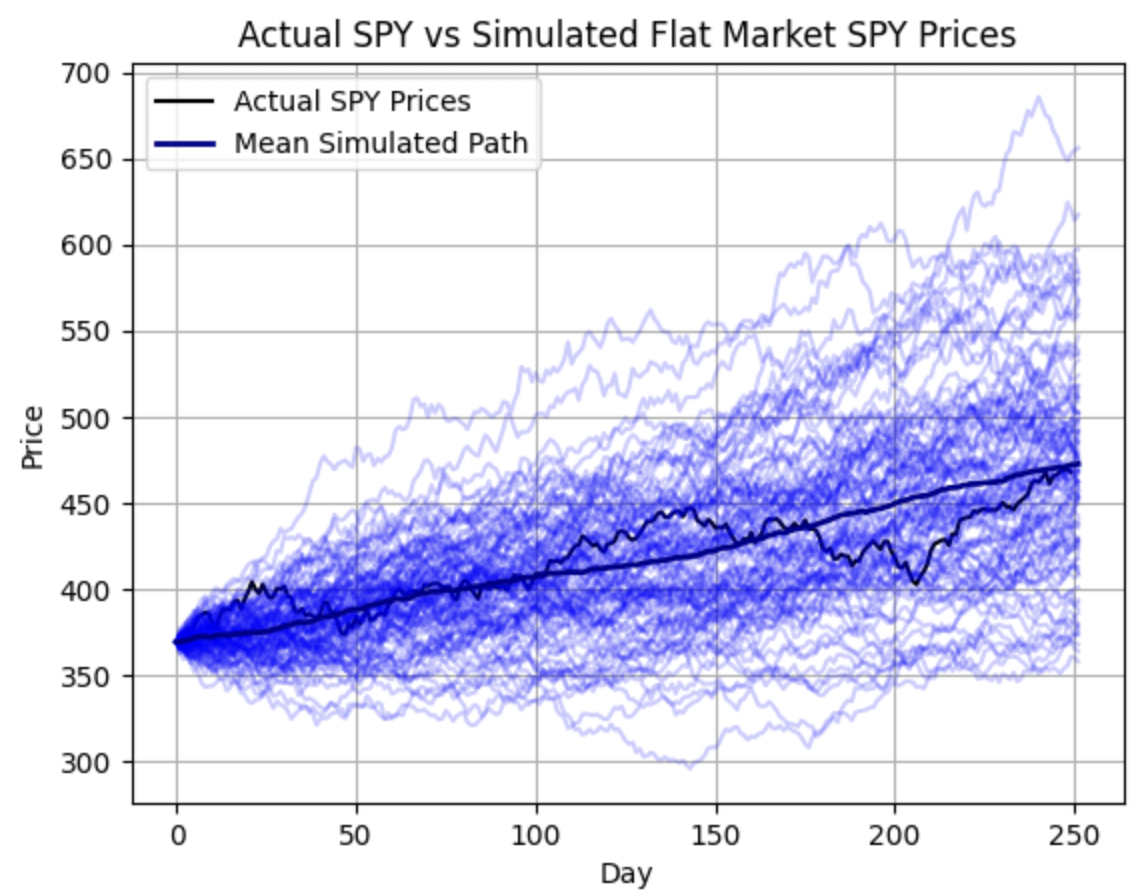 Actual SPY vs Simulated Flat Market SPY Prices
700
650
600
550
500
450
400
350
300
Price
Actual SPY Prices
Mean Simulated Path
0 50 100 150 200 250
Day